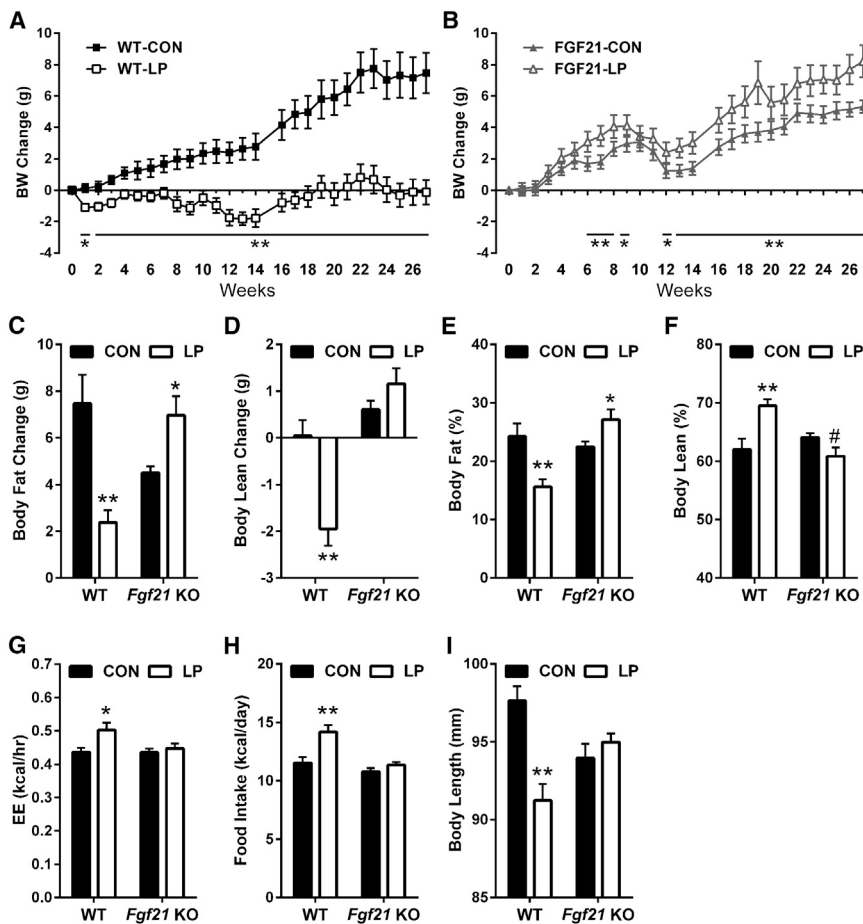 A
WT-CON
WT-LP
BW Change (g)
10
8
6
4
2
0
-2
-4
* **
0 2 4 6 8 10 12 14 16 18 20 22 24 26
Weeks
B
FGF21-CON
FGF21-LP
BW Change (g)
10
8
6
4
2
0
-2
-4
** * * **
0 2 4 6 8 10 12 14 16 18 20 22 24 26
Weeks
C
CON LP
Body Fat Change (g)
10
8
6
4
2
0
** *
WT Fgf21 KO
D
CON LP
Body Lean Change (g)
2
1
0
-1
-2
-3
**
WT Fgf21 KO
E
CON LP
Body Fat (%)
40
30
20
10
0
** *
WT Fgf21 KO
F
CON LP
Body Lean (%)
80
70
60
50
40
** #
WT Fgf21 KO
G
CON LP
EE (kcal/hr)
0.7
0.6
0.5
0.4
0.3
0.2
0.1
0.0
*
WT Fgf21 KO
H
CON LP
Food Intake (kcal/day)
20
15
10
5
0
**
WT Fgf21 KO
I
CON LP
Body Length (mm)
100
95
90
85
**
WT Fgf21 KO